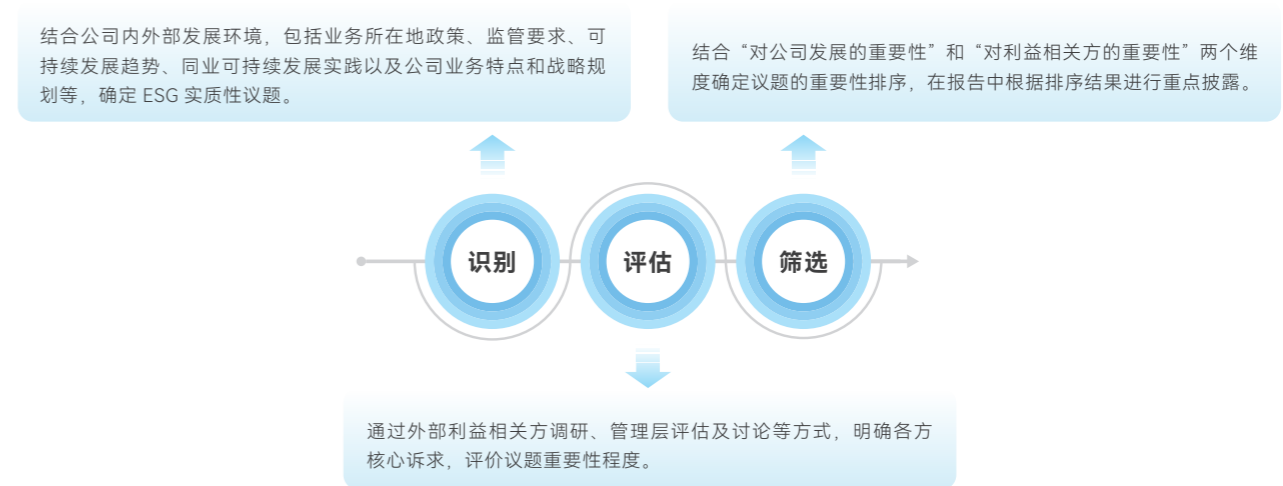 结合公司内外部发展环境，包括业务所在地政策、监管要求、可
持续发展趋势、同业可持续发展实践以及公司业务特点和战略规
划等，确定 ESG 实质性议题。
结合“对公司发展的重要性”和“对利益相关方的重要性”两个维
度确定议题的重要性排序，在报告中根据排序结果进行重点披露。
识别
评估
筛选
通过外部利益相关方调研、管理层评估及讨论等方式，明确各方
核心诉求，评价议题重要性程度。